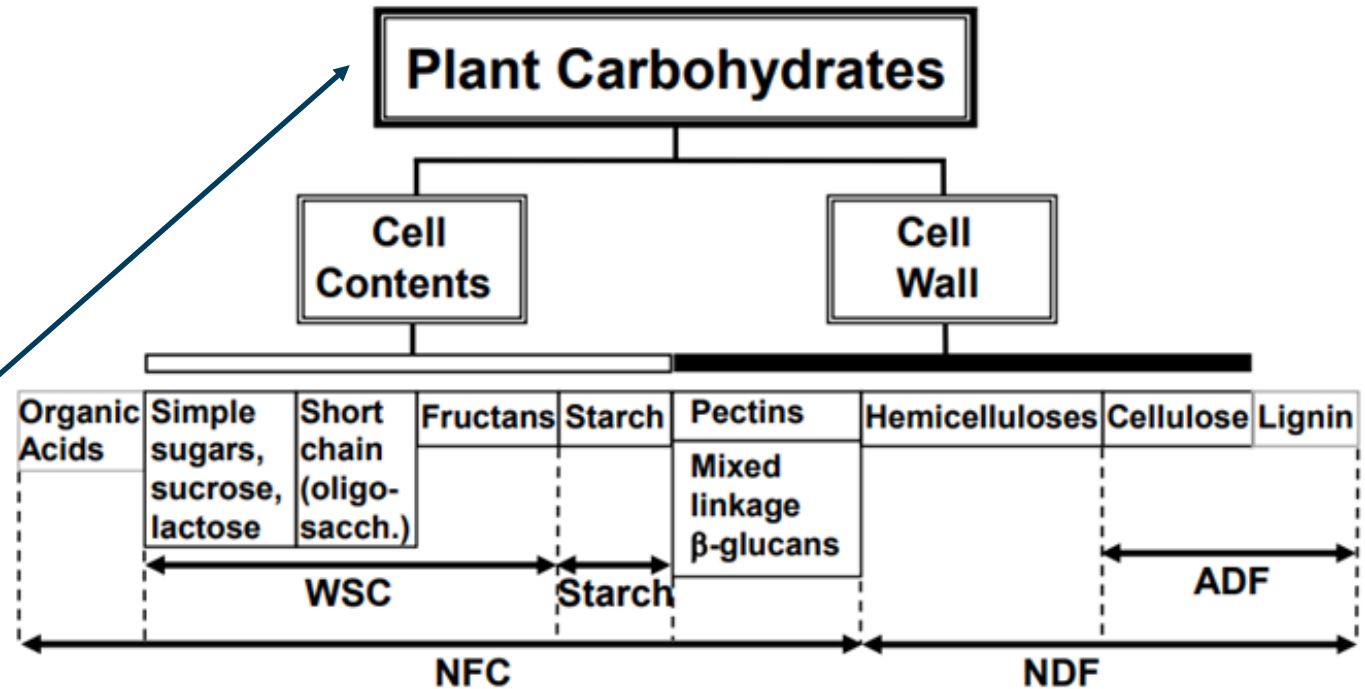 Plant Carbohydrates
Cell
Contents
Cell
Wall
Organic
Acids
Simple
sugars,
sucrose,
lactose
Short
chain
(oligo-
sacch.)
Fructans
Starch
Pectins
Mixed
linkage
β-glucans
Hemicelluloses
Cellulose
Lignin
WSC
Starch
ADF
NFC
NDF